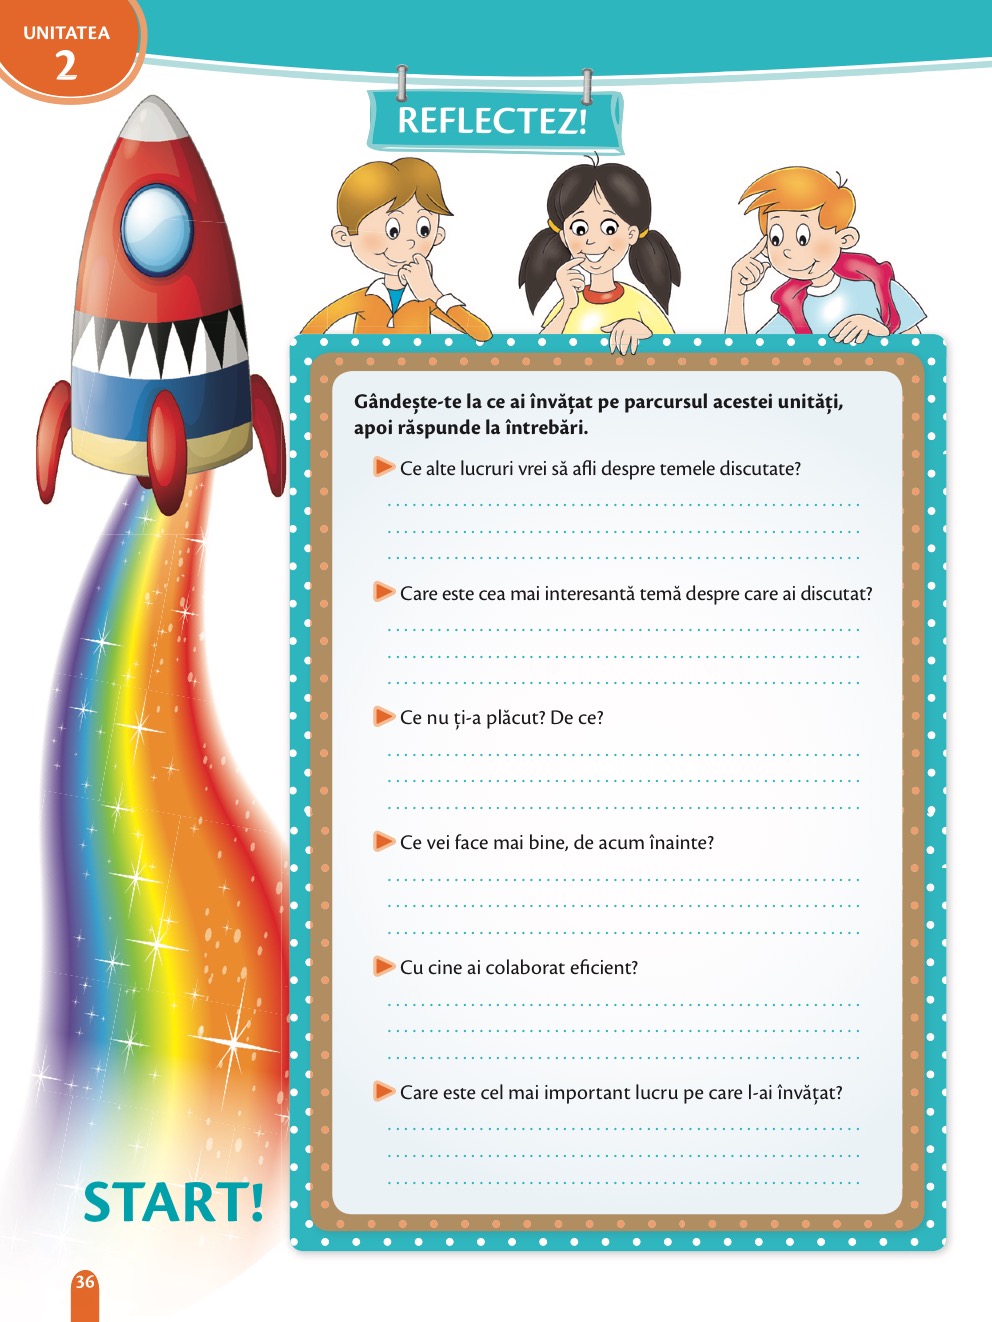 UNITATEA
2
REFLECTEZ!
Gândește-te la ce ai învățat pe parcursul acestei unități,
apoi răspunde la întrebări.
Ce alte lucruri vrei să afli despre temele discutate?
Care este cea mai interesantă temă despre care ai discutat?
Ce nu ți-a plăcut? De ce?
Ce vei face mai bine, de acum înainte?
Cu cine ai colaborat eficient?
Care este cel mai important lucru pe care l-ai învățat?
START!
36